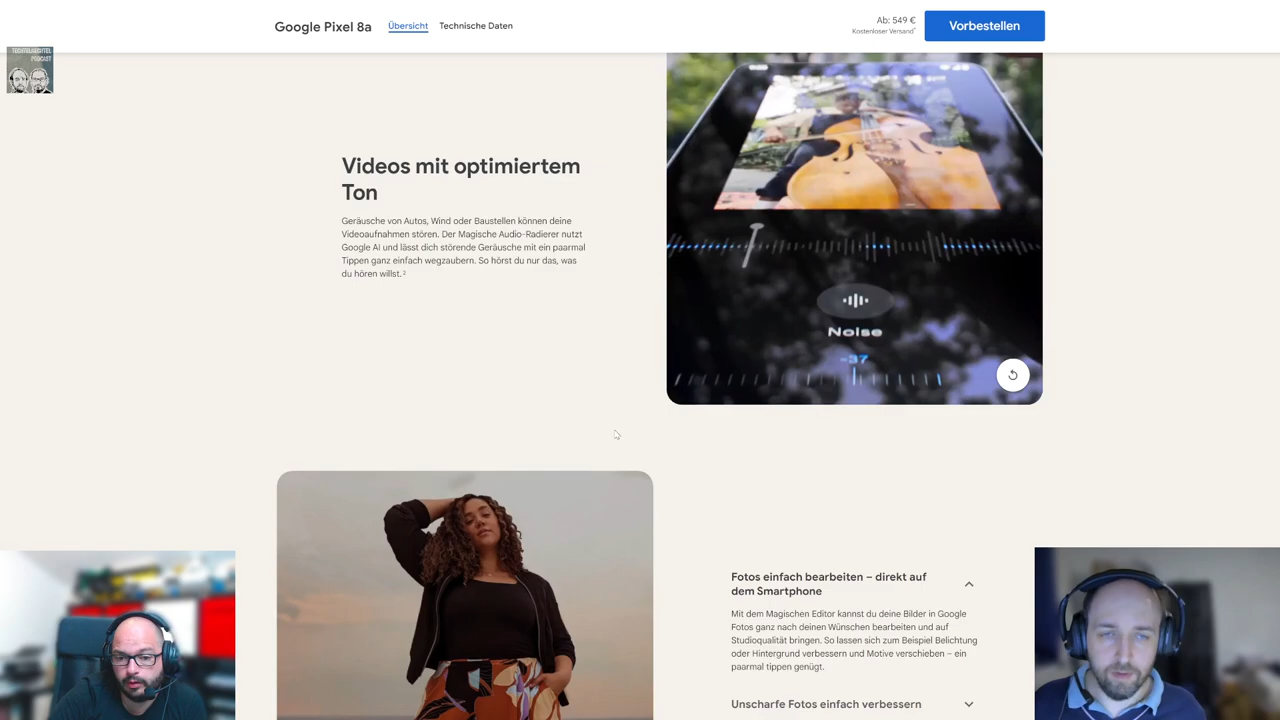 Google Pixel 8a
Übersicht
Technische Daten
Ab: 549 €
Kostenloser Versand*
Vorbestellen
TECHTELMECHTEL
PODCAST
Videos mit optimiertem
Ton
Geräusche von Autos, Wind oder Baustellen können deine
Videoaufnahmen stören. Der Magische Audio-Radierer nutzt
Google AI und lässt dich störende Geräusche mit ein paarmal
Tippen ganz einfach wegzaubern. So hörst du nur das, was
du hören willst.²
Noise
-37
Fotos einfach bearbeiten – direkt auf
dem Smartphone
Mit dem Magischen Editor kannst du deine Bilder in Google
Fotos ganz nach deinen Wünschen bearbeiten und auf
Studioqualität bringen. So lassen sich zum Beispiel Belichtung
oder Hintergrund verbessern und Motive verschieben – ein
paarmal tippen genügt.
Unscharfe Fotos einfach verbessern